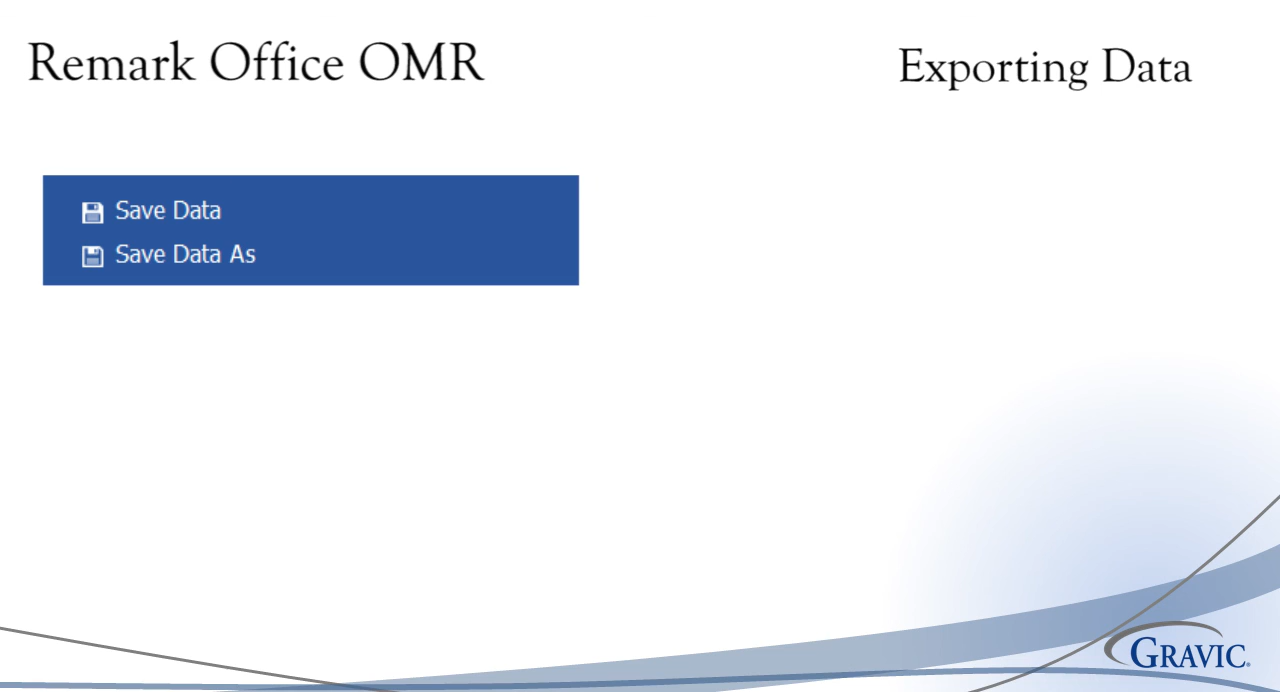 Remark Office OMR
Exporting Data
Save Data
Save Data As
GRAVIC®